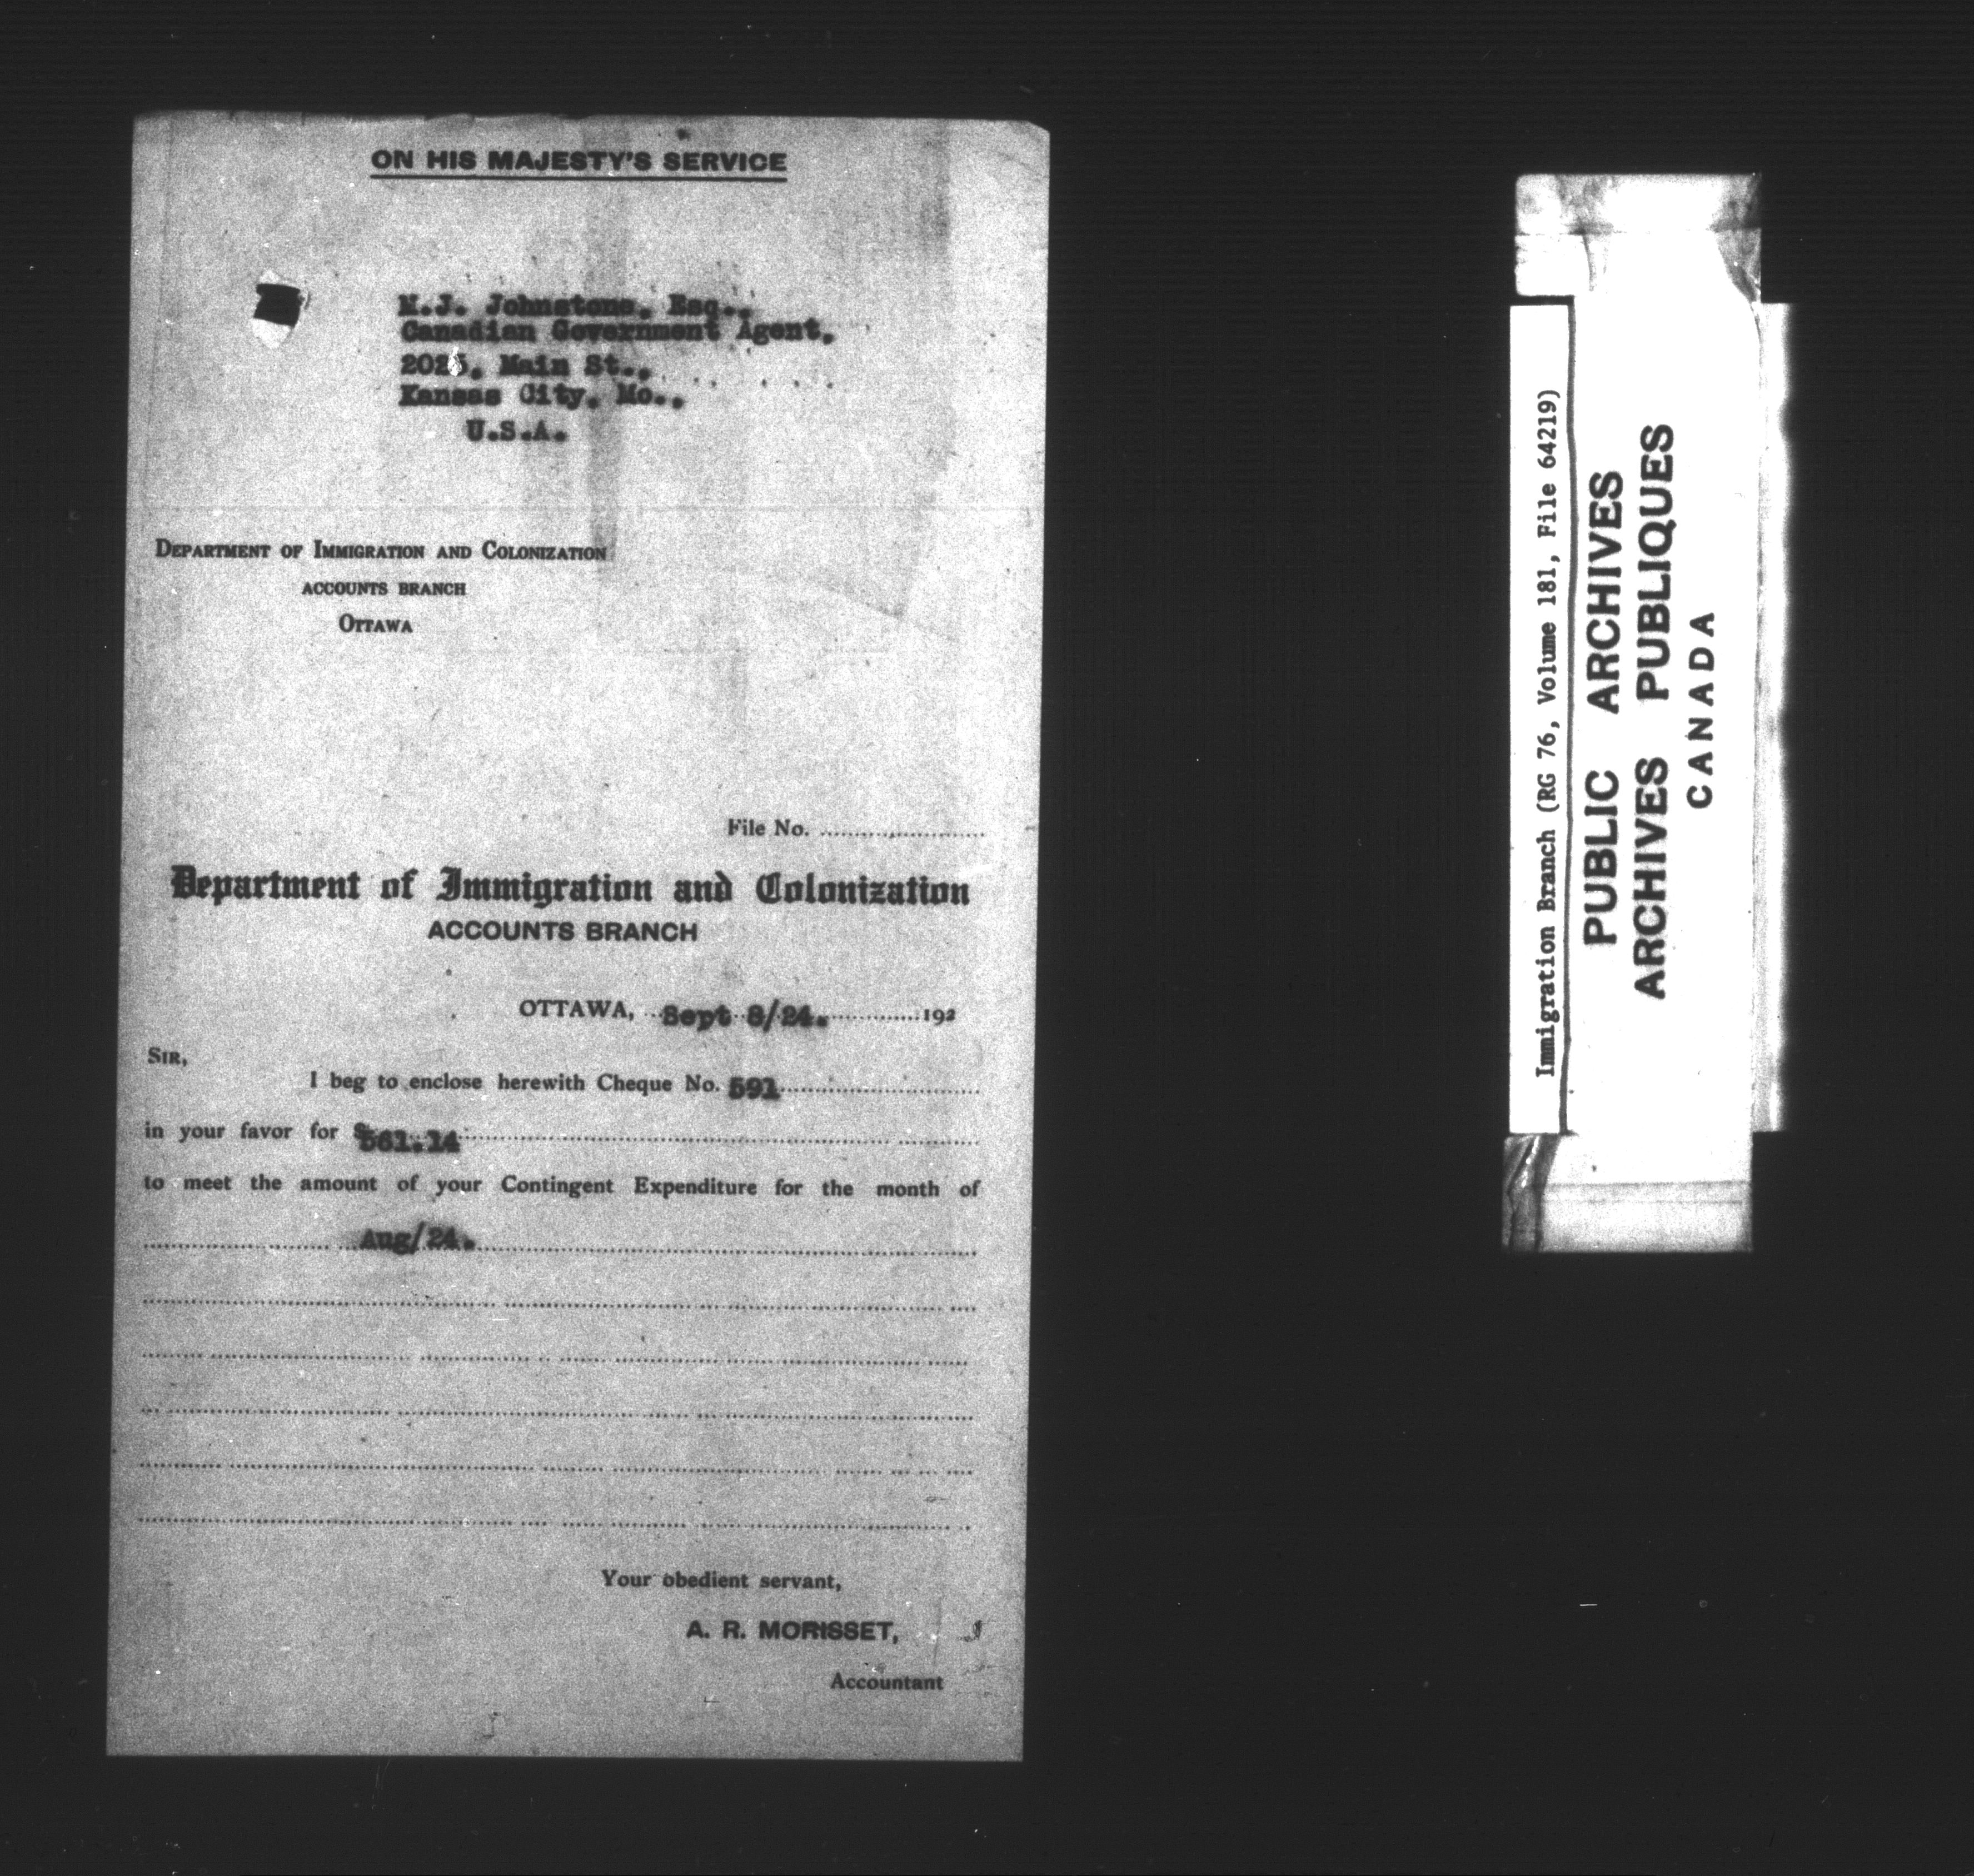 ON HIS MAJESTY'S SERVICE
M.J. Johnstone, Esq.,
Canadian Government Agent,
2025, Main St.,
Kansas City, Mo.,
U.S.A.
DEPARTMENT OF IMMIGRATION AND COLONIZATION
ACCOUNTS BRANCH
OTTAWA
File No.
Department of Immigration and Colonization
ACCOUNTS BRANCH
OTTAWA, Sept 8/24. 192
SIR,
I beg to enclose herewith Cheque No. 591
in your favor for $561.14
to meet the amount of your Contingent Expenditure for the month of
Aug/24.
Your obedient servant,
A. R. MORISSET,
Accountant
Immigration Branch (RG 76, Volume 181, File 64219)
PUBLIC ARCHIVES
ARCHIVES PUBLIQUES
CANADA